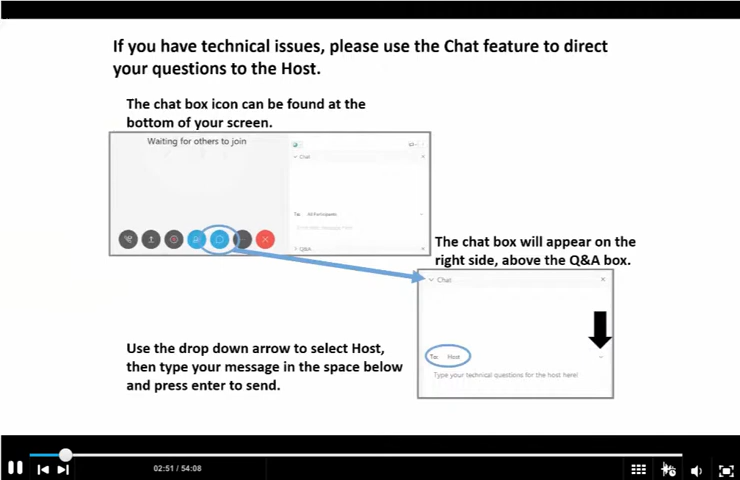 If you have technical issues, please use the Chat feature to direct
your questions to the Host.
The chat box icon can be found at the
bottom of your screen.
Waiting for others to join
Chat
To: All Participants
Q&A
The chat box will appear on the
right side, above the Q&A box.
Chat
To: Host
Type your technical questions for the host here!
Use the drop down arrow to select Host,
then type your message in the space below
and press enter to send.
02:51 / 54:08